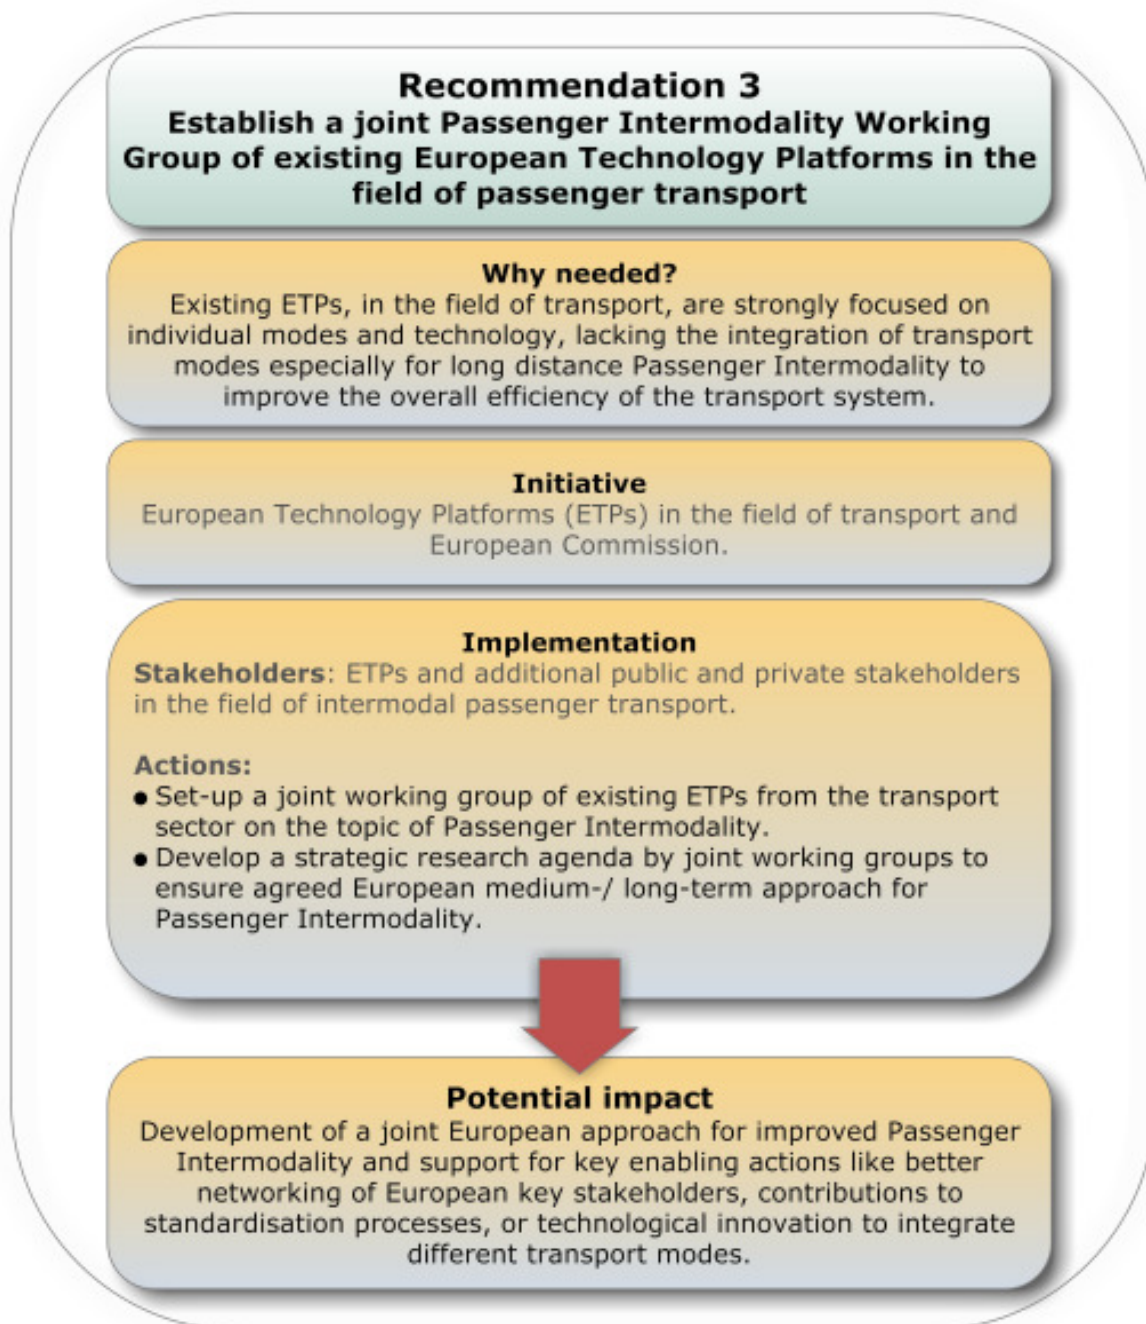 Recommendation 3
Establish a joint Passenger Intermodality Working
Group of existing European Technology Platforms in the
field of passenger transport
Why needed?
Existing ETPs, in the field of transport, are strongly focused on
individual modes and technology, lacking the integration of transport
modes especially for long distance Passenger Intermodality to
improve the overall efficiency of the transport system.
Initiative
European Technology Platforms (ETPs) in the field of transport and
European Commission.
Implementation
Stakeholders: ETPs and additional public and private stakeholders
in the field of intermodal passenger transport.
Actions:
● Set-up a joint working group of existing ETPs from the transport
sector on the topic of Passenger Intermodality.
● Develop a strategic research agenda by joint working groups to
ensure agreed European medium-/ long-term approach for
Passenger Intermodality.
Potential impact
Development of a joint European approach for improved Passenger
Intermodality and support for key enabling actions like better
networking of European key stakeholders, contributions to
standardisation processes, or technological innovation to integrate
different transport modes.